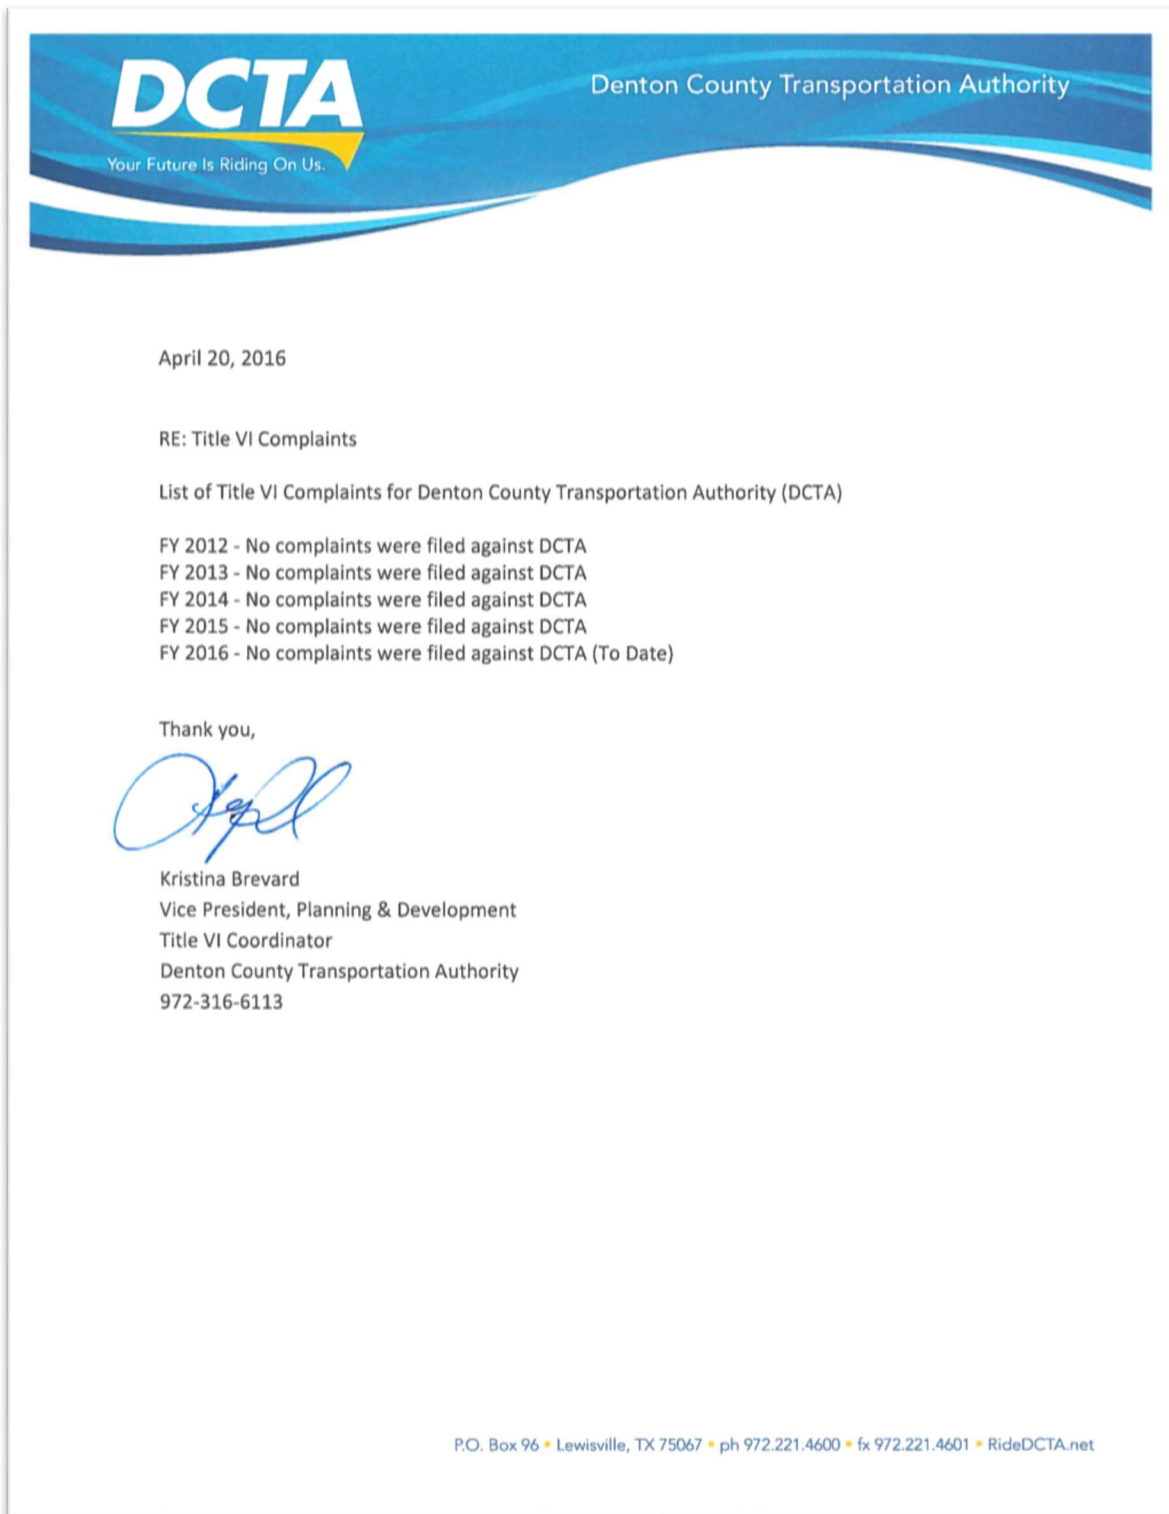 DCTA
Your Future Is Riding On Us.
Denton County Transportation Authority
April 20, 2016
RE: Title VI Complaints
List of Title VI Complaints for Denton County Transportation Authority (DCTA)
FY 2012 - No complaints were filed against DCTA
FY 2013 - No complaints were filed against DCTA
FY 2014 - No complaints were filed against DCTA
FY 2015 - No complaints were filed against DCTA
FY 2016 - No complaints were filed against DCTA (To Date)
Thank you,
Kristina Brevard
Vice President, Planning & Development
Title VI Coordinator
Denton County Transportation Authority
972-316-6113
P.O. Box 96 • Lewisville, TX 75067 • ph 972.221.4600 • fx 972.221.4601 • RideDCTA.net